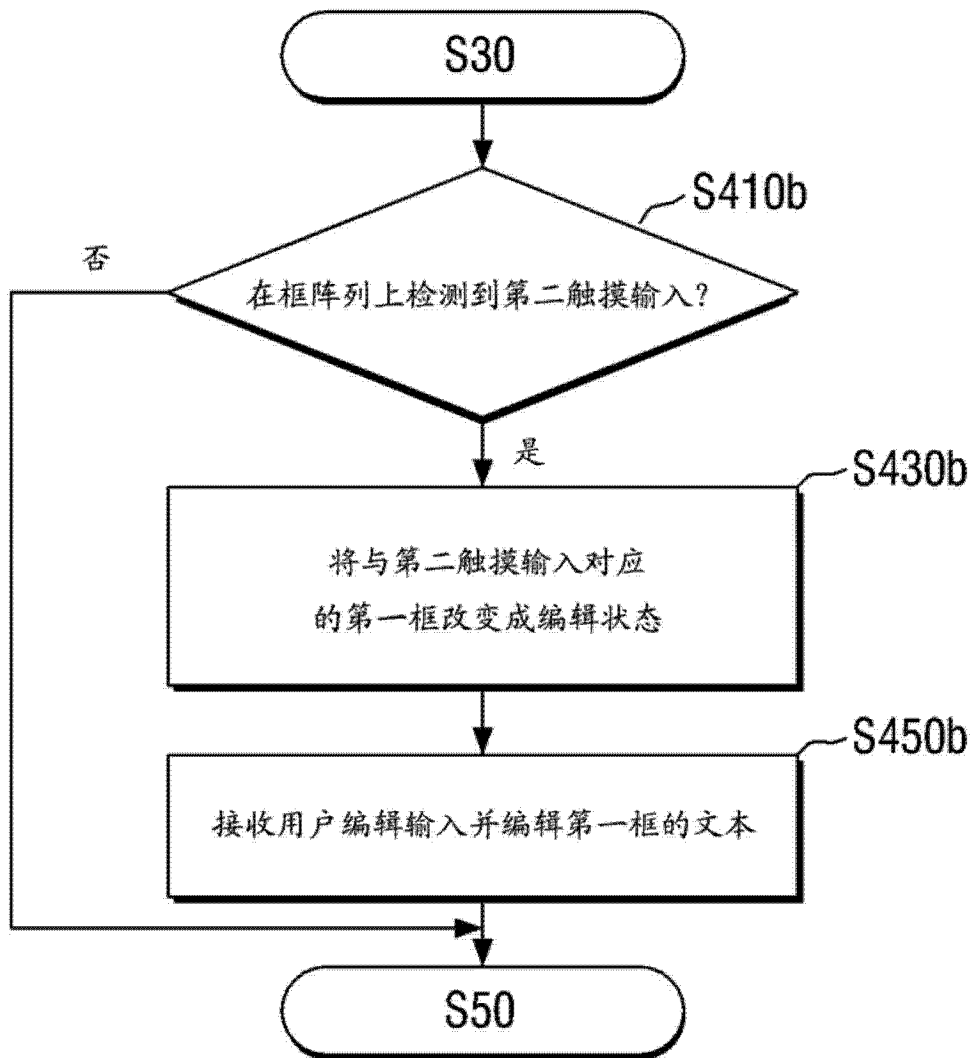 S30
S410b
否
在框阵列上检测到第二触摸输入?
是
S430b
将与第二触摸输入对应
的第一框改变成编辑状态
S450b
接收用户编辑输入并编辑第一框的文本
S50